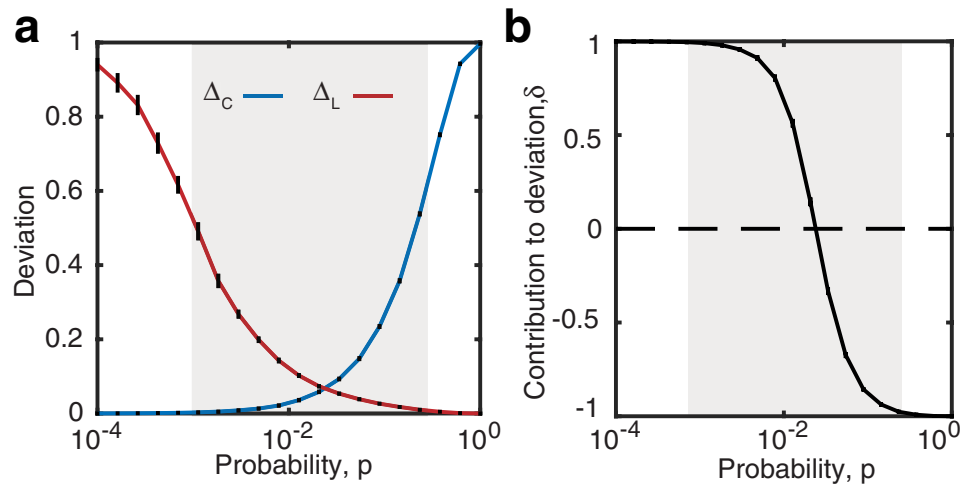 a
Deviation
1
0.8
0.6
0.4
0.2
0
Δ_C
Δ_L
10^-4
10^-2
10^0
Probability, p
b
Contribution to deviation,δ
1
0.5
0
-0.5
-1
10^-4
10^-2
10^0
Probability, p